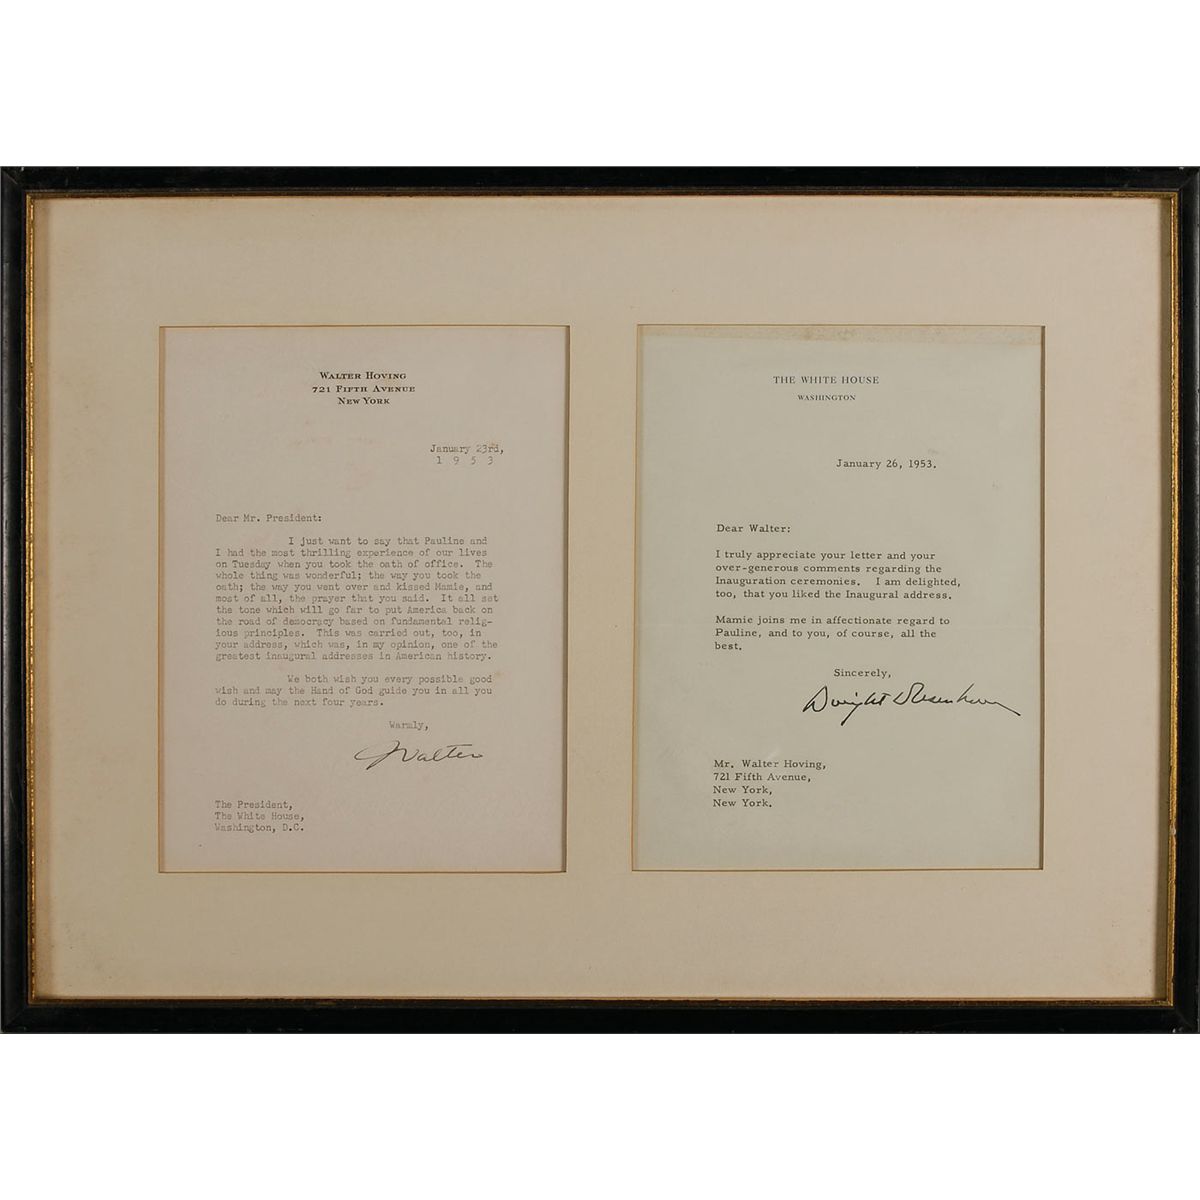 WALTER HOVING
721 FIFTH AVENUE
NEW YORK
January 23rd,
1 9 5 3
Dear Mr. President:
I just want to say that Pauline and
I had the most thrilling experience of our lives
on Tuesday when you took the oath of office. The
whole thing was wonderful; the way you took the
oath; the way you went over and kissed Mamie, and
most of all, the prayer that you said. It all set
the tone which will go far to put America back on
the road of democracy based on fundamental relig-
ious principles. This was carried out, too, in
your address, which was, in my opinion, one of the
greatest inaugural addresses in American history.
We both wish you every possible good
wish and may the Hand of God guide you in all you
do during the next four years.
Warmly,
Walter
The President,
The White House,
Washington, D.C.
THE WHITE HOUSE
WASHINGTON
January 26, 1953.
Dear Walter:
I truly appreciate your letter and your
over-generous comments regarding the
Inauguration ceremonies. I am delighted,
too, that you liked the Inaugural address.
Mamie joins me in affectionate regard to
Pauline, and to you, of course, all the
best.
Sincerely,
Dwight D Eisenhower
Mr. Walter Hoving,
721 Fifth Avenue,
New York,
New York.